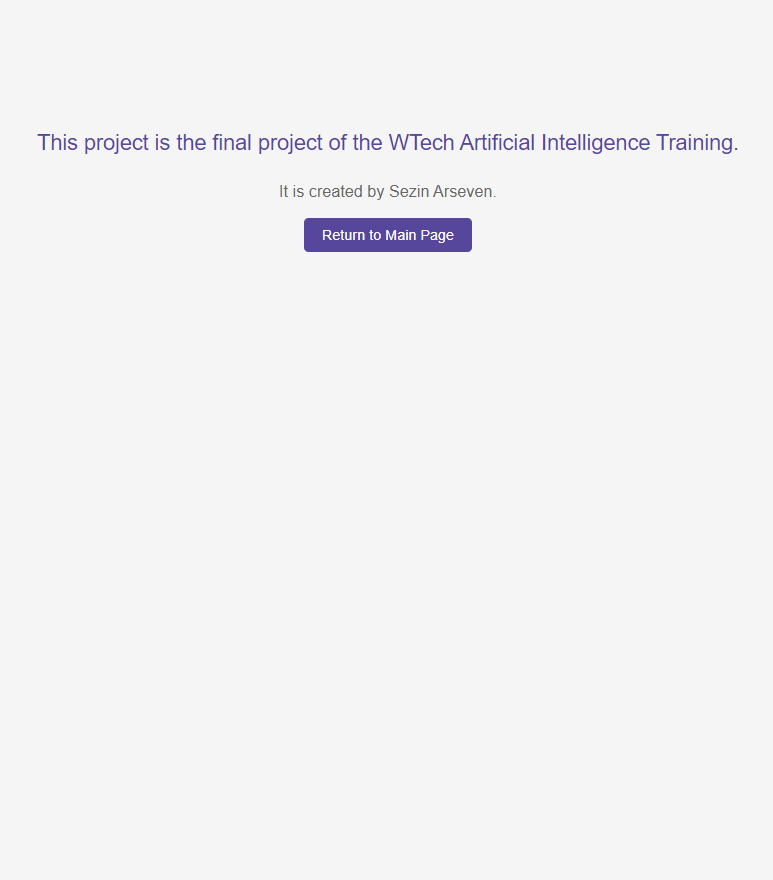 This project is the final project of the WTech Artificial Intelligence Training.
It is created by Sezin Arseven.
Return to Main Page